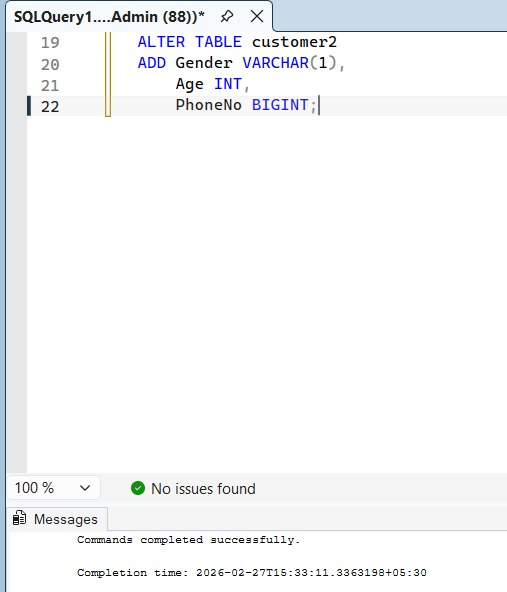 SQLQuery1....Admin (88))*
19 ALTER TABLE customer2
20 ADD Gender VARCHAR(1),
21 Age INT,
22 PhoneNo BIGINT;
100 %
No issues found
Messages
Commands completed successfully.
Completion time: 2026-02-27T15:33:11.3363198+05:30